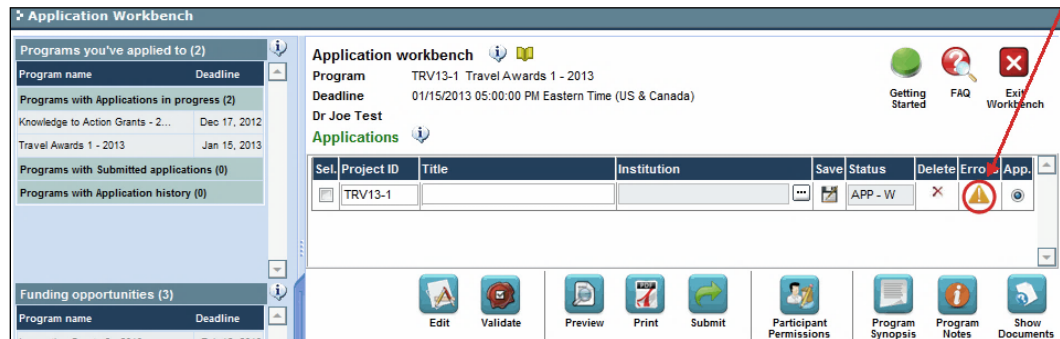 Application Workbench
Programs you've applied to (2)
Program name Deadline
Programs with Applications in progress (2)
Knowledge to Action Grants - 2... Dec 17, 2012
Travel Awards 1 - 2013 Jan 15, 2013
Programs with Submitted applications (0)
Programs with Application history (0)
Funding opportunities (3)
Program name Deadline
Application workbench
Program TRV13-1 Travel Awards 1 - 2013
Deadline 01/15/2013 05:00:00 PM Eastern Time (US & Canada)
Dr Joe Test
Applications
Getting Started
FAQ
Exit Workbench
Sel. Project ID Title Institution Save Status Delete App.
TRV13-1 ... APP - W
Edit Validate Preview Print Submit Participant Permissions Program Synopsis Program Notes Show Documents